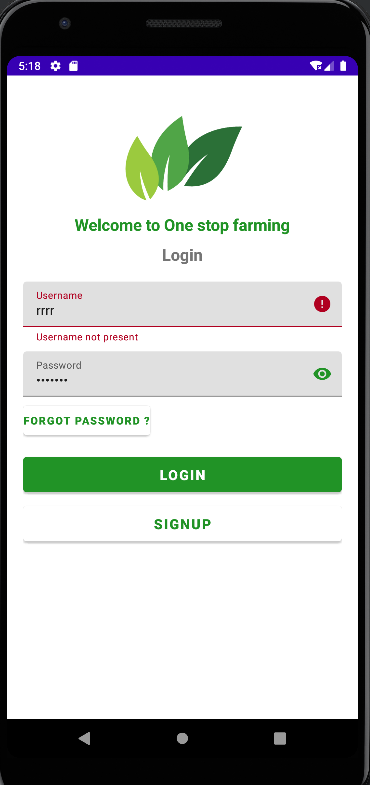 5:18
Welcome to One stop farming
Login
Username
rrrr
Username not present
Password
•••••••
FORGOT PASSWORD ?
LOGIN
SIGNUP